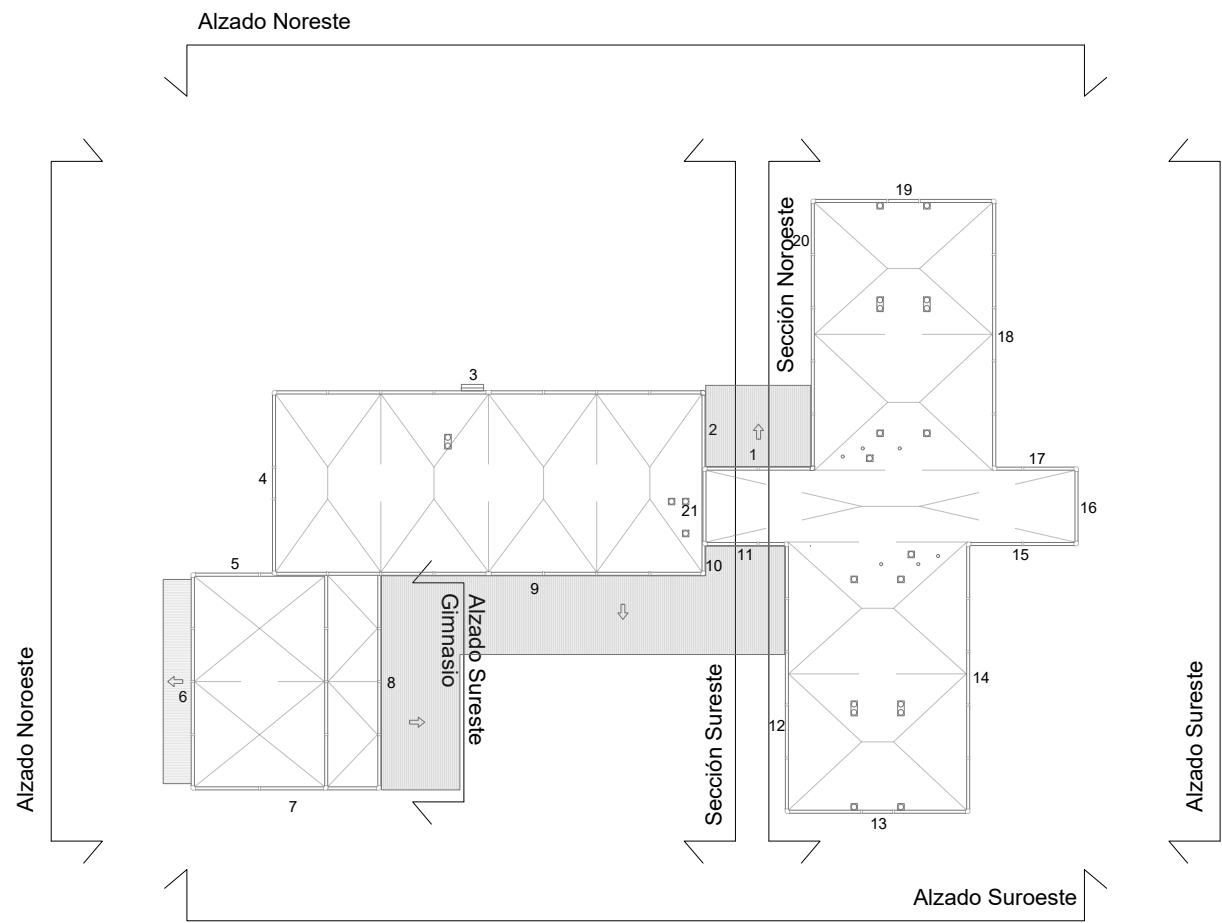 Alzado Noreste
19
20
Sección Noroeste
18
3
2
1
17
4
21
16
5
11
15
10
9
Alzado Sureste
Gimnasio
6
8
14
12
Alzado Noroeste
Sección Sureste
Alzado Sureste
7
13
Alzado Suroeste